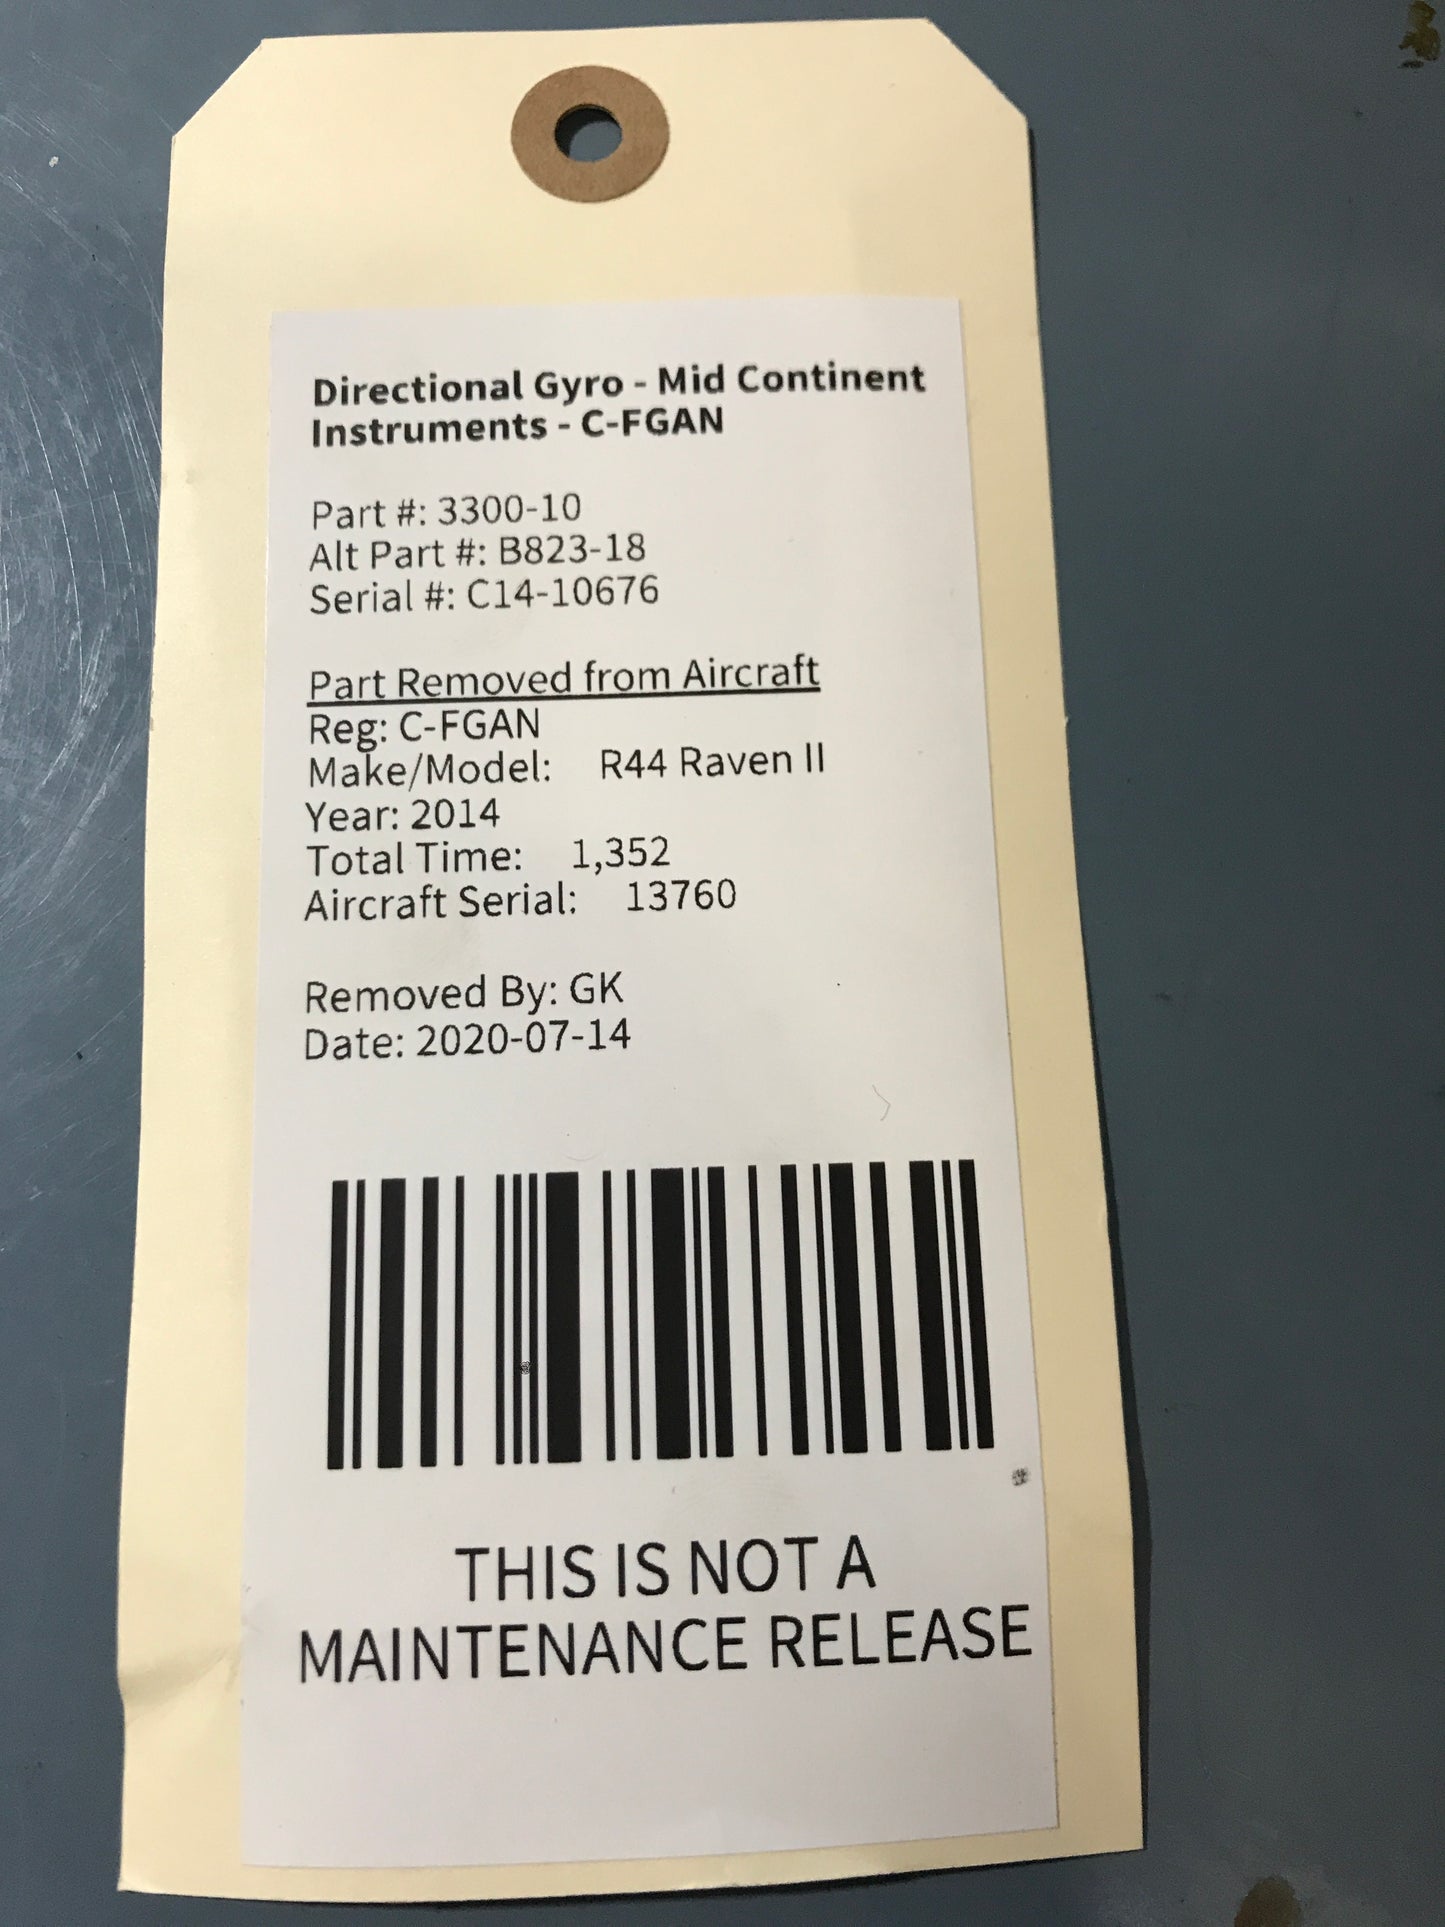 Directional Gyro - Mid Continent
Instruments - C-FGAN
Part #: 3300-10
Alt Part #: B823-18
Serial #: C14-10676
Part Removed from Aircraft
Reg: C-FGAN
Make/Model: R44 Raven II
Year: 2014
Total Time: 1,352
Aircraft Serial: 13760
Removed By: GK
Date: 2020-07-14
THIS IS NOT A
MAINTENANCE RELEASE